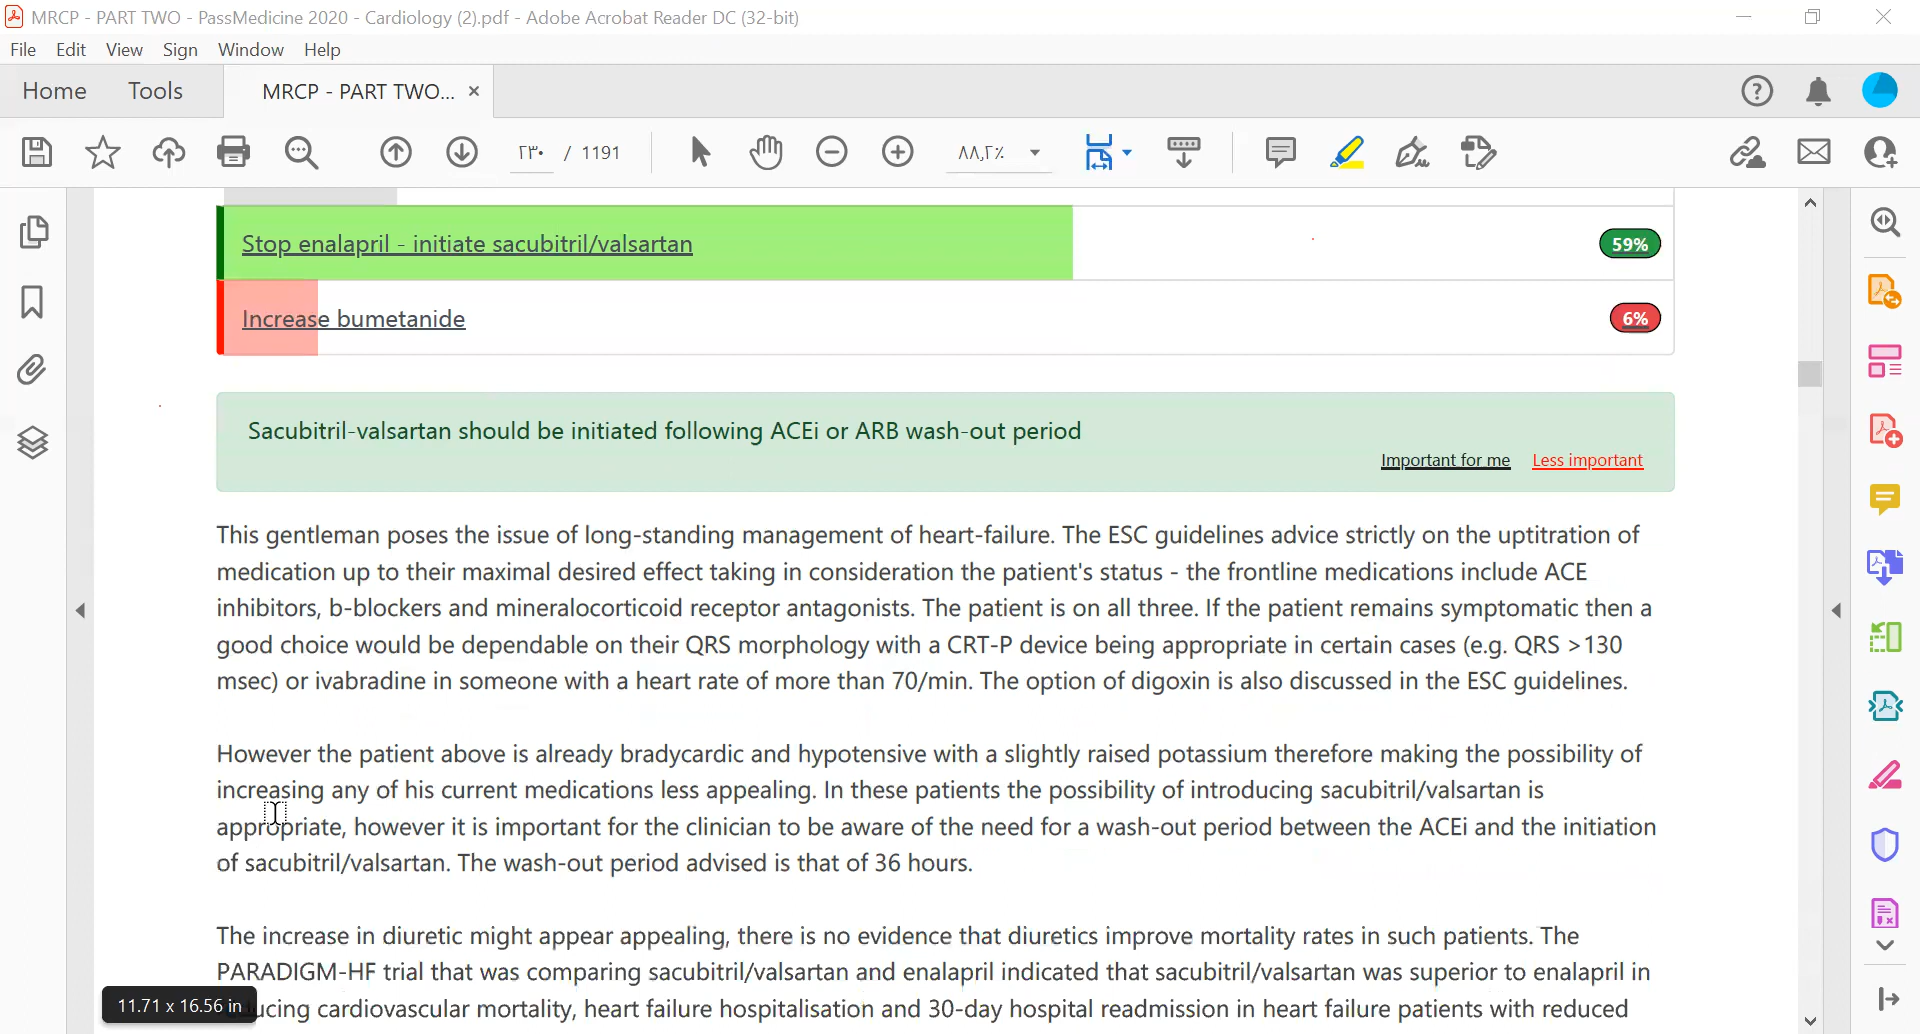 MRCP - PART TWO - PassMedicine 2020 - Cardiology (2).pdf - Adobe Acrobat Reader DC (32-bit)
File Edit View Sign Window Help
Home Tools MRCP - PART TWO... ×
٢٣٠ / 1191 ٨٨,٢٪
Stop enalapril - initiate sacubitril/valsartan 59%
Increase bumetanide 6%
Sacubitril-valsartan should be initiated following ACEi or ARB wash-out period
Important for me Less important
This gentleman poses the issue of long-standing management of heart-failure. The ESC guidelines advice strictly on the uptitration of
medication up to their maximal desired effect taking in consideration the patient's status - the frontline medications include ACE
inhibitors, b-blockers and mineralocorticoid receptor antagonists. The patient is on all three. If the patient remains symptomatic then a
good choice would be dependable on their QRS morphology with a CRT-P device being appropriate in certain cases (e.g. QRS >130
msec) or ivabradine in someone with a heart rate of more than 70/min. The option of digoxin is also discussed in the ESC guidelines.
However the patient above is already bradycardic and hypotensive with a slightly raised potassium therefore making the possibility of
increasing any of his current medications less appealing. In these patients the possibility of introducing sacubitril/valsartan is
appropriate, however it is important for the clinician to be aware of the need for a wash-out period between the ACEi and the initiation
of sacubitril/valsartan. The wash-out period advised is that of 36 hours.
The increase in diuretic might appear appealing, there is no evidence that diuretics improve mortality rates in such patients. The
PARADIGM-HF trial that was comparing sacubitril/valsartan and enalapril indicated that sacubitril/valsartan was superior to enalapril in
11.71 x 16.56 in
cardiovascular mortality, heart failure hospitalisation and 30-day hospital readmission in heart failure patients with reduced